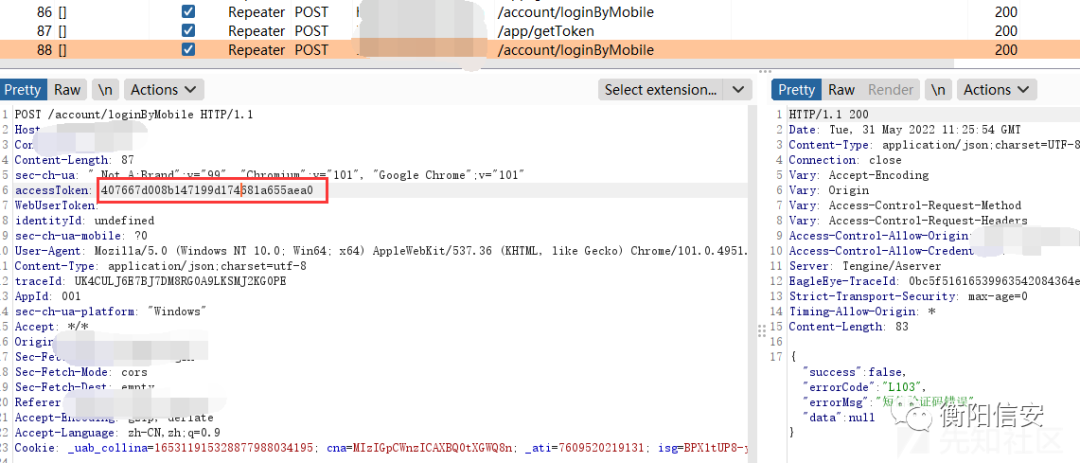 86 [] Repeater POST /account/loginByMobile 200
87 [] Repeater POST /app/getToken 200
88 [] Repeater POST /account/loginByMobile 200
Pretty Raw \n Actions Select extension...
1 POST /account/loginByMobile HTTP/1.1
2 Host
3
4 Content-Length: 87
5 sec-ch-ua: " Not A;Brand";v="99", "Chromium";v="101", "Google Chrome";v="101"
6 accessToken: 407667d008b147199d174681a655aea0
7 WebUserToken:
8 identityId: undefined
9 sec-ch-ua-mobile: ?0
10 User-Agent: Mozilla/5.0 (Windows NT 10.0; Win64; x64) AppleWebKit/537.36 (KHTML, like Gecko) Chrome/101.0.4951.
11 Content-Type: application/json;charset=utf-8
12 traceId: UK4CULJ6E7BJ7DM8RG0A9LKSMJ2KG0PE
13 AppId: 001
14 sec-ch-ua-platform: "Windows"
15 Accept: */*
16 Origin
17 Sec-Fetch
18 Sec-Fetch-Mode: cors
19 Sec-Fetch-Dest: empty
20 Referer
21 Accept-Encoding: gzip, deflate
22 Accept-Language: zh-CN,zh;q=0.9
23 Cookie: _uab_collina=165311915328877988034195; cna=MIzIGpCWnzICAXBQ0tXGWQ8n; _ati=7609520219131; isg=BPX1tUP8-y
Pretty Raw Render \n Actions
1 HTTP/1.1 200
2 Date: Tue, 31 May 2022 11:25:54 GMT
3 Content-Type: application/json;charset=UTF-8
4 Connection: close
5 Vary: Accept-Encoding
6 Vary: Origin
7 Vary: Access-Control-Request-Method
8 Vary: Access-Control-Request-Headers
9 Access-Control-Allow-Origin:
10 Access-Control-Allow-Credent
11 Server: Tengine/Aserver
12 EagleEye-TraceId: 0bc5f51616539963542084364e
13 Strict-Transport-Security: max-age=0
14 Timing-Allow-Origin: *
15 Content-Length: 83
16
17 {
"success":false,
"errorCode":"L103",
"errorMsg":"短信验证码错误",
"data":null
}
衡阳信安
先知社区